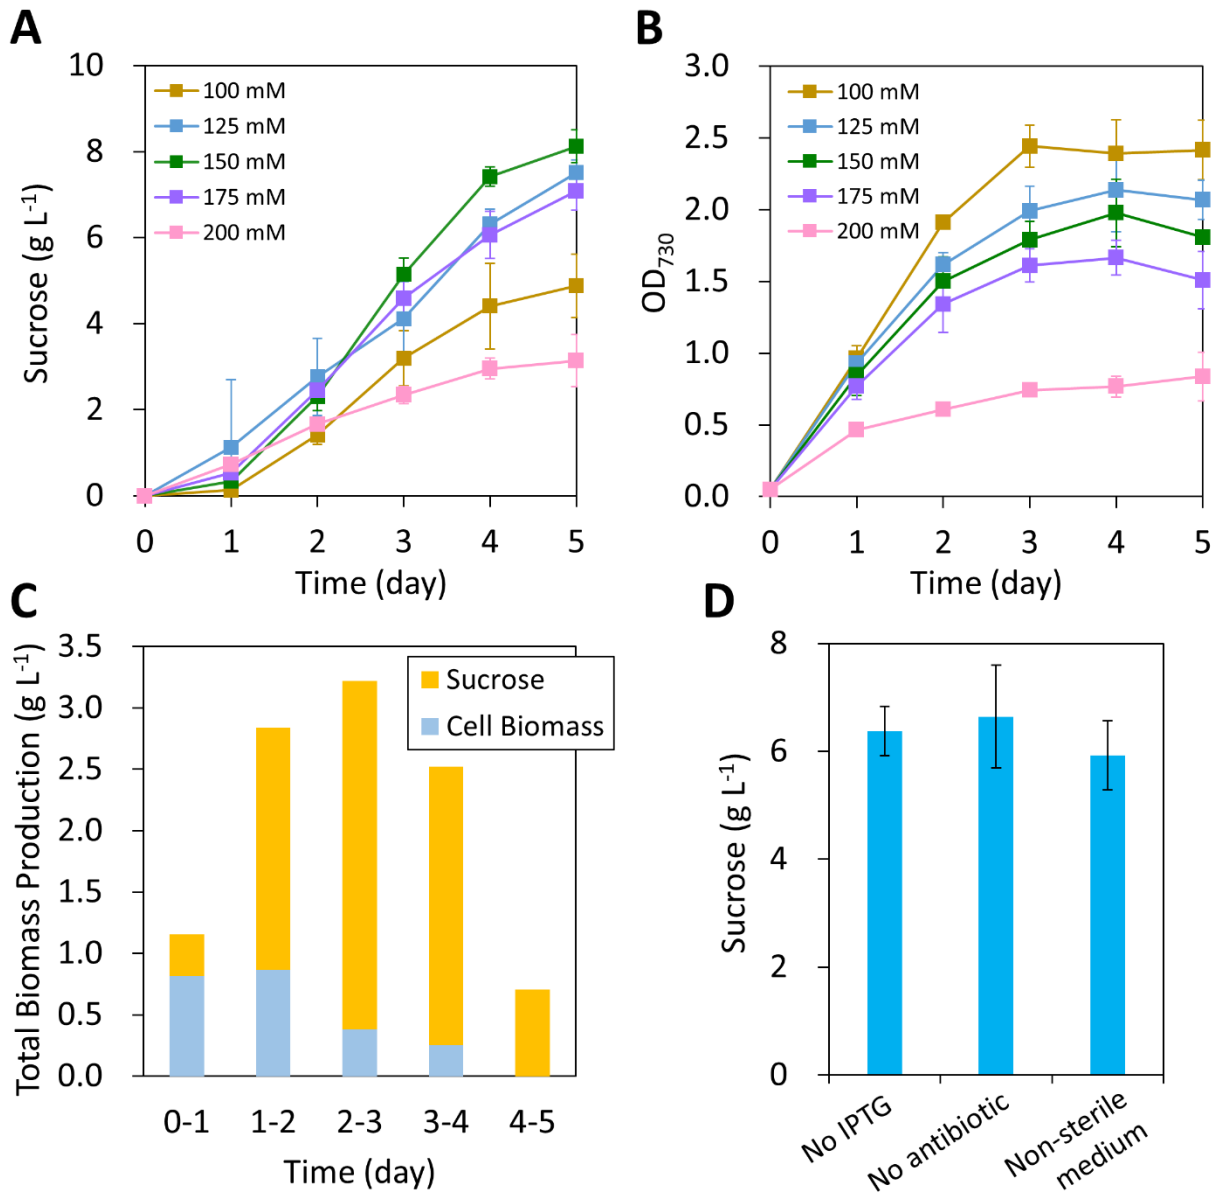 A
Sucrose (g L⁻¹)
10
8
6
4
2
0
100 mM
125 mM
150 mM
175 mM
200 mM
0 1 2 3 4 5
Time (day)
B
OD₇₃₀
3.0
2.5
2.0
1.5
1.0
0.5
0.0
100 mM
125 mM
150 mM
175 mM
200 mM
0 1 2 3 4 5
Time (day)
C
Total Biomass Production (g L⁻¹)
3.5
3.0
2.5
2.0
1.5
1.0
0.5
0.0
Sucrose
Cell Biomass
0-1 1-2 2-3 3-4 4-5
Time (day)
D
Sucrose (g L⁻¹)
8
6
4
2
0
No IPTG
No antibiotic
Non-sterile
medium